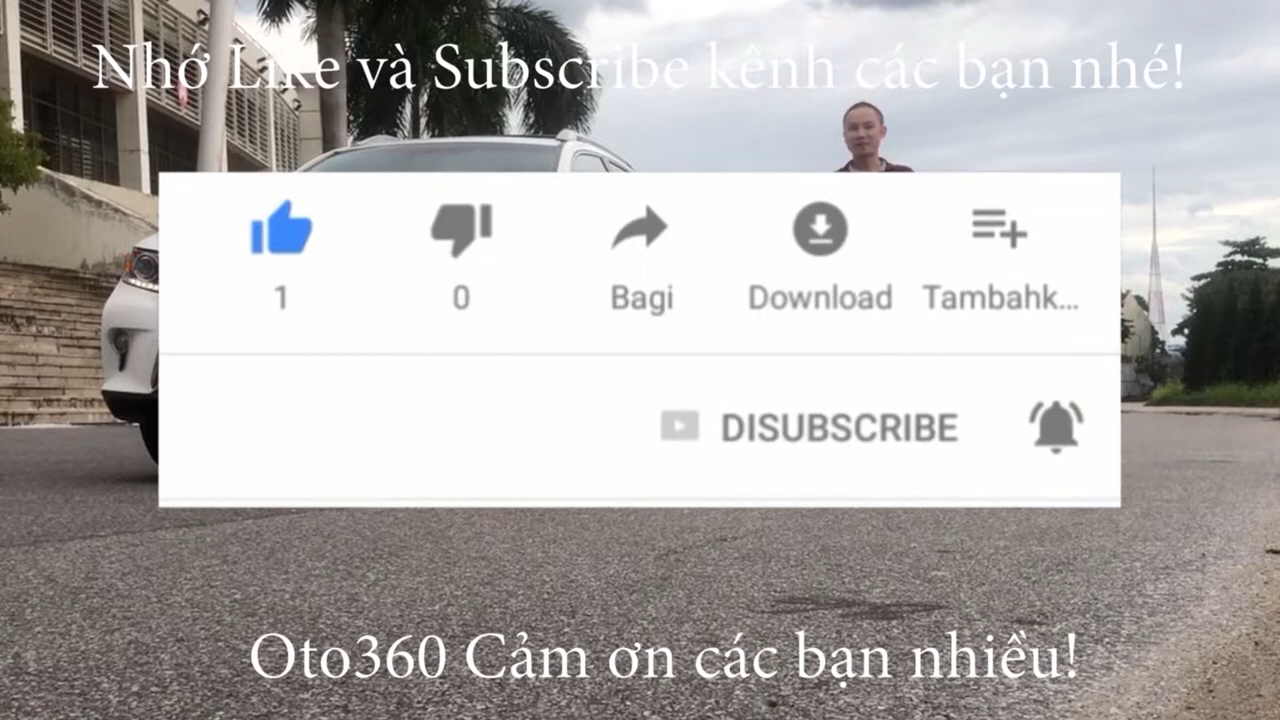 Nhớ Like và Subscribe kênh các bạn nhé!
1 0 Bagi Download Tambahk...
DISUBSCRIBE
Oto360 Cảm ơn các bạn nhiều!